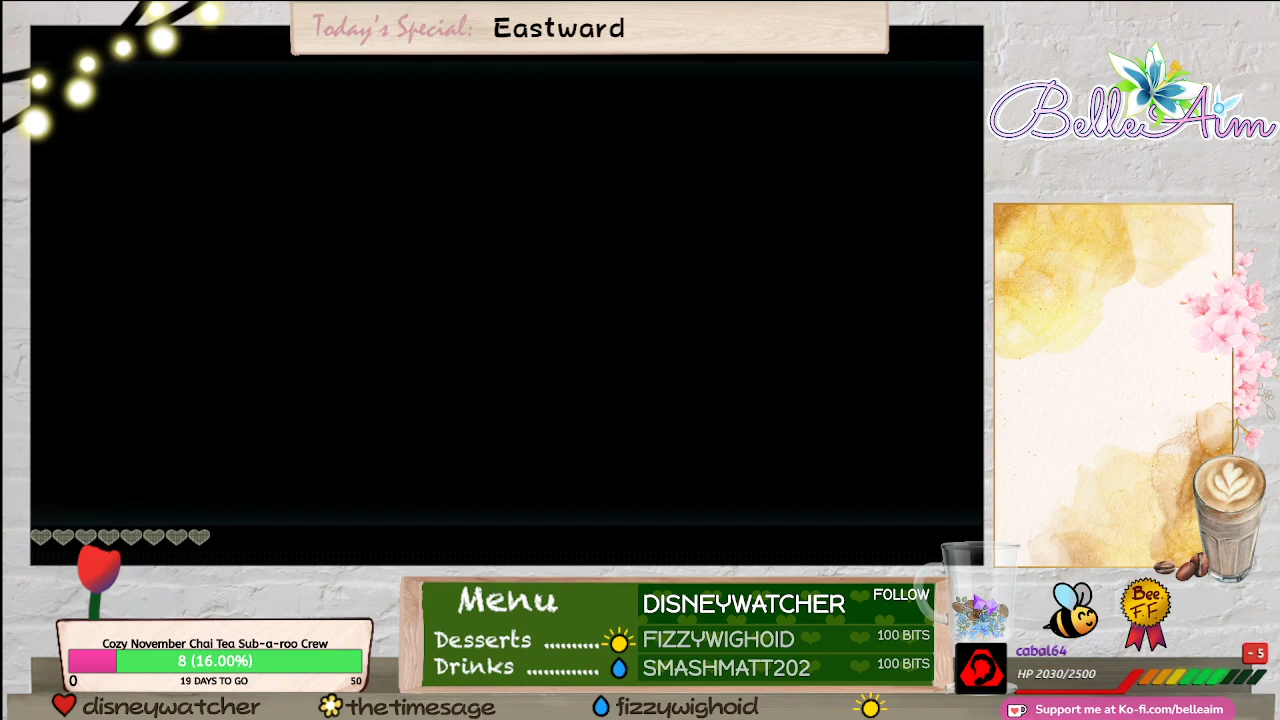 Today's Special: Eastward
BelleAim
Menu
Desserts ...........
Drinks ..............
DISNEYWATCHER FOLLOW
FIZZYWIGHOID 100 BITS
SMASHMATT202 100 BITS
Cozy November Chai Tea Sub-a-roo Crew
8 (16.00%)
0 19 DAYS TO GO 50
Bee F.F.
cabal64
HP 2030/2500
- 5
disneywatcher
thetimesage
fizzywighoid
Support me at Ko-fi.com/belleaim